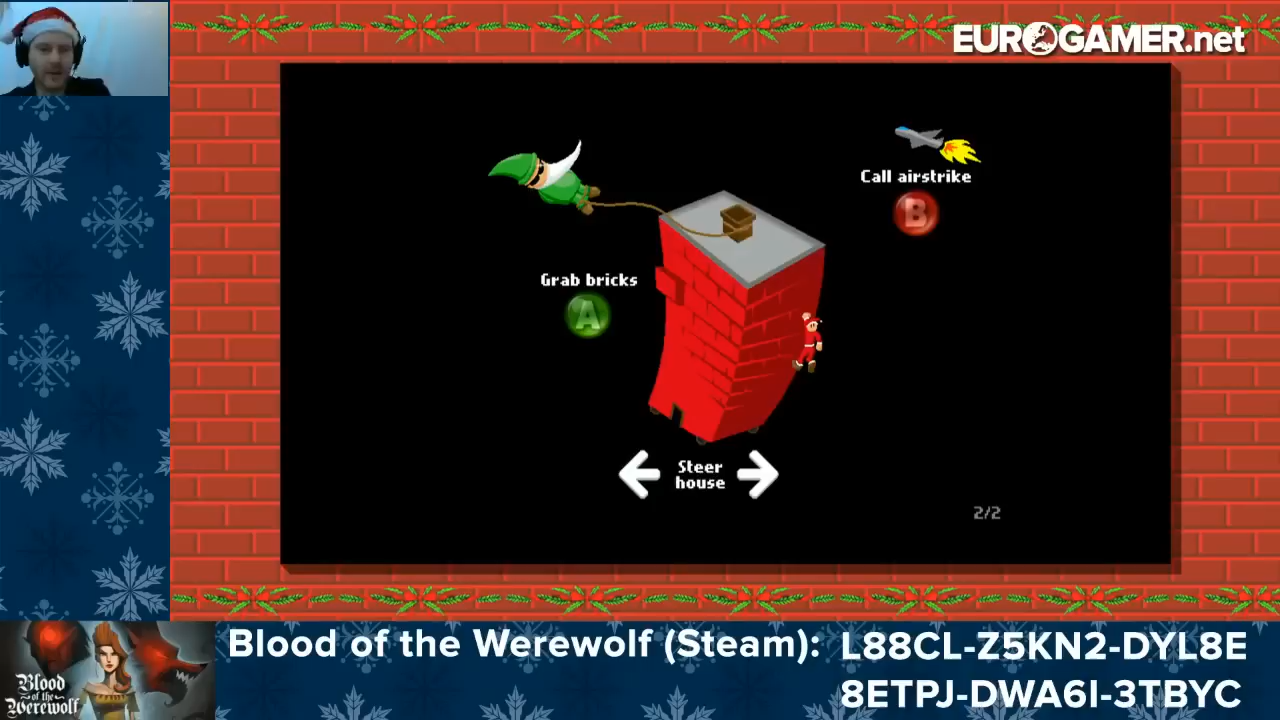 EUROGAMER.net
Call airstrike
B
Grab bricks
A
Steer
house
2/2
Blood of the Werewolf (Steam): L88CL-Z5KN2-DYL8E
8ETPJ-DWA6I-3TBYC
Blood
of the
Werewolf